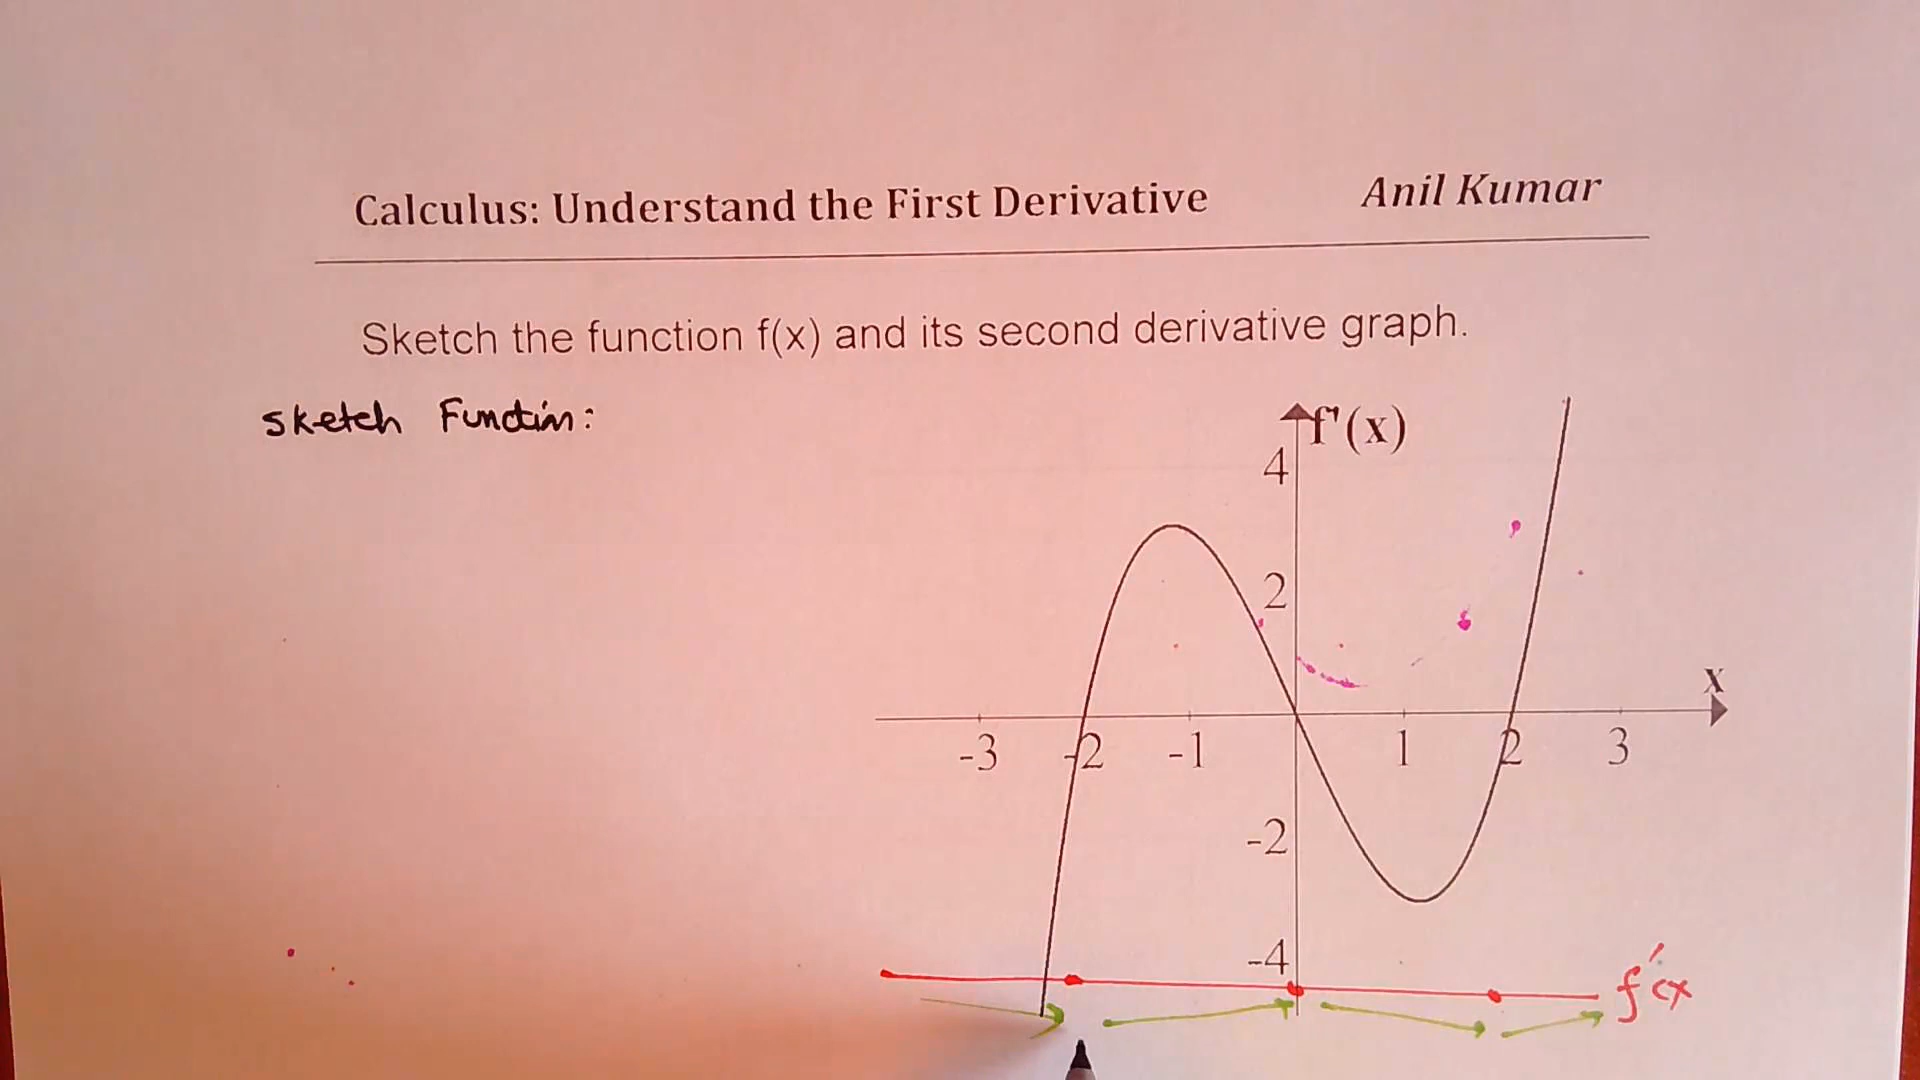 Calculus: Understand the First Derivative Anil Kumar
Sketch the function f(x) and its second derivative graph.
Sketch Function:
f'(x)
4
2
x
-3 -2 -1 1 2 3
-2
-4
f'(x